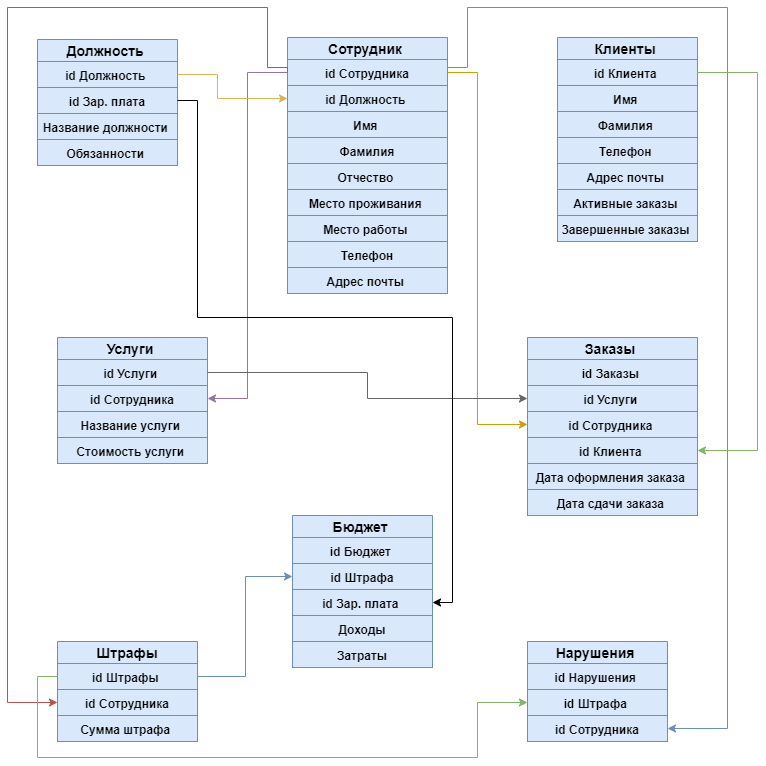 Должность
id Должность
id Зар. плата
Название должности
Обязанности
Сотрудник
id Сотрудника
id Должность
Имя
Фамилия
Отчество
Место проживания
Место работы
Телефон
Адрес почты
Клиенты
id Клиента
Имя
Фамилия
Телефон
Адрес почты
Активные заказы
Завершенные заказы
Услуги
id Услуги
id Сотрудника
Название услуги
Стоимость услуги
Заказы
id Заказы
id Услуги
id Сотрудника
id Клиента
Дата оформления заказа
Дата сдачи заказа
Бюджет
id Бюджет
id Штрафа
id Зар. плата
Доходы
Затраты
Штрафы
id Штрафы
id Сотрудника
Сумма штрафа
Нарушения
id Нарушения
id Штрафа
id Сотрудника